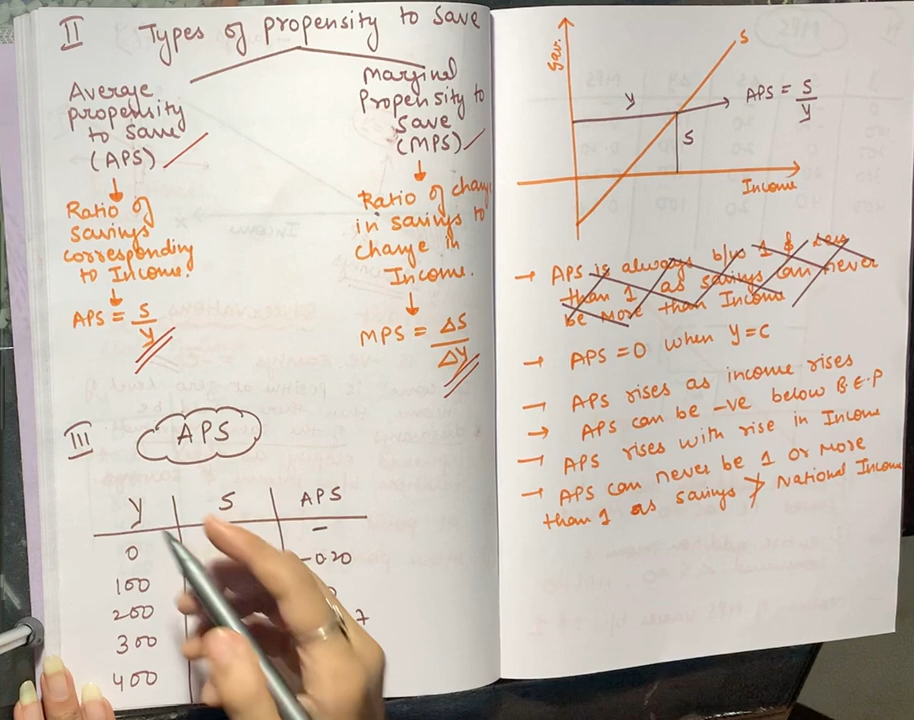 II Types of propensity to save
Average
propensity
to save
(APS)
Ratio of
savings
corresponding
to Income.
APS = S/Y
Marginal
Propensity to
save
(MPS)
Ratio of change
in savings to
change in
Income.
MPS = ΔS/ΔY
III APS
Y S APS
0 –
100 -0.20
200
300 7
400
Sav.
S
Y
APS = S/Y
S
Income
→ APS is always b/w 1 & less
than 1 as savings can never
be more than Income
→ APS = 0 when Y=C
→ APS rises as income rises
→ APS can be -ve below B.E.P
→ APS rises with rise in Income
→ APS can never be 1 or more
than 1 as savings ≯ National Income